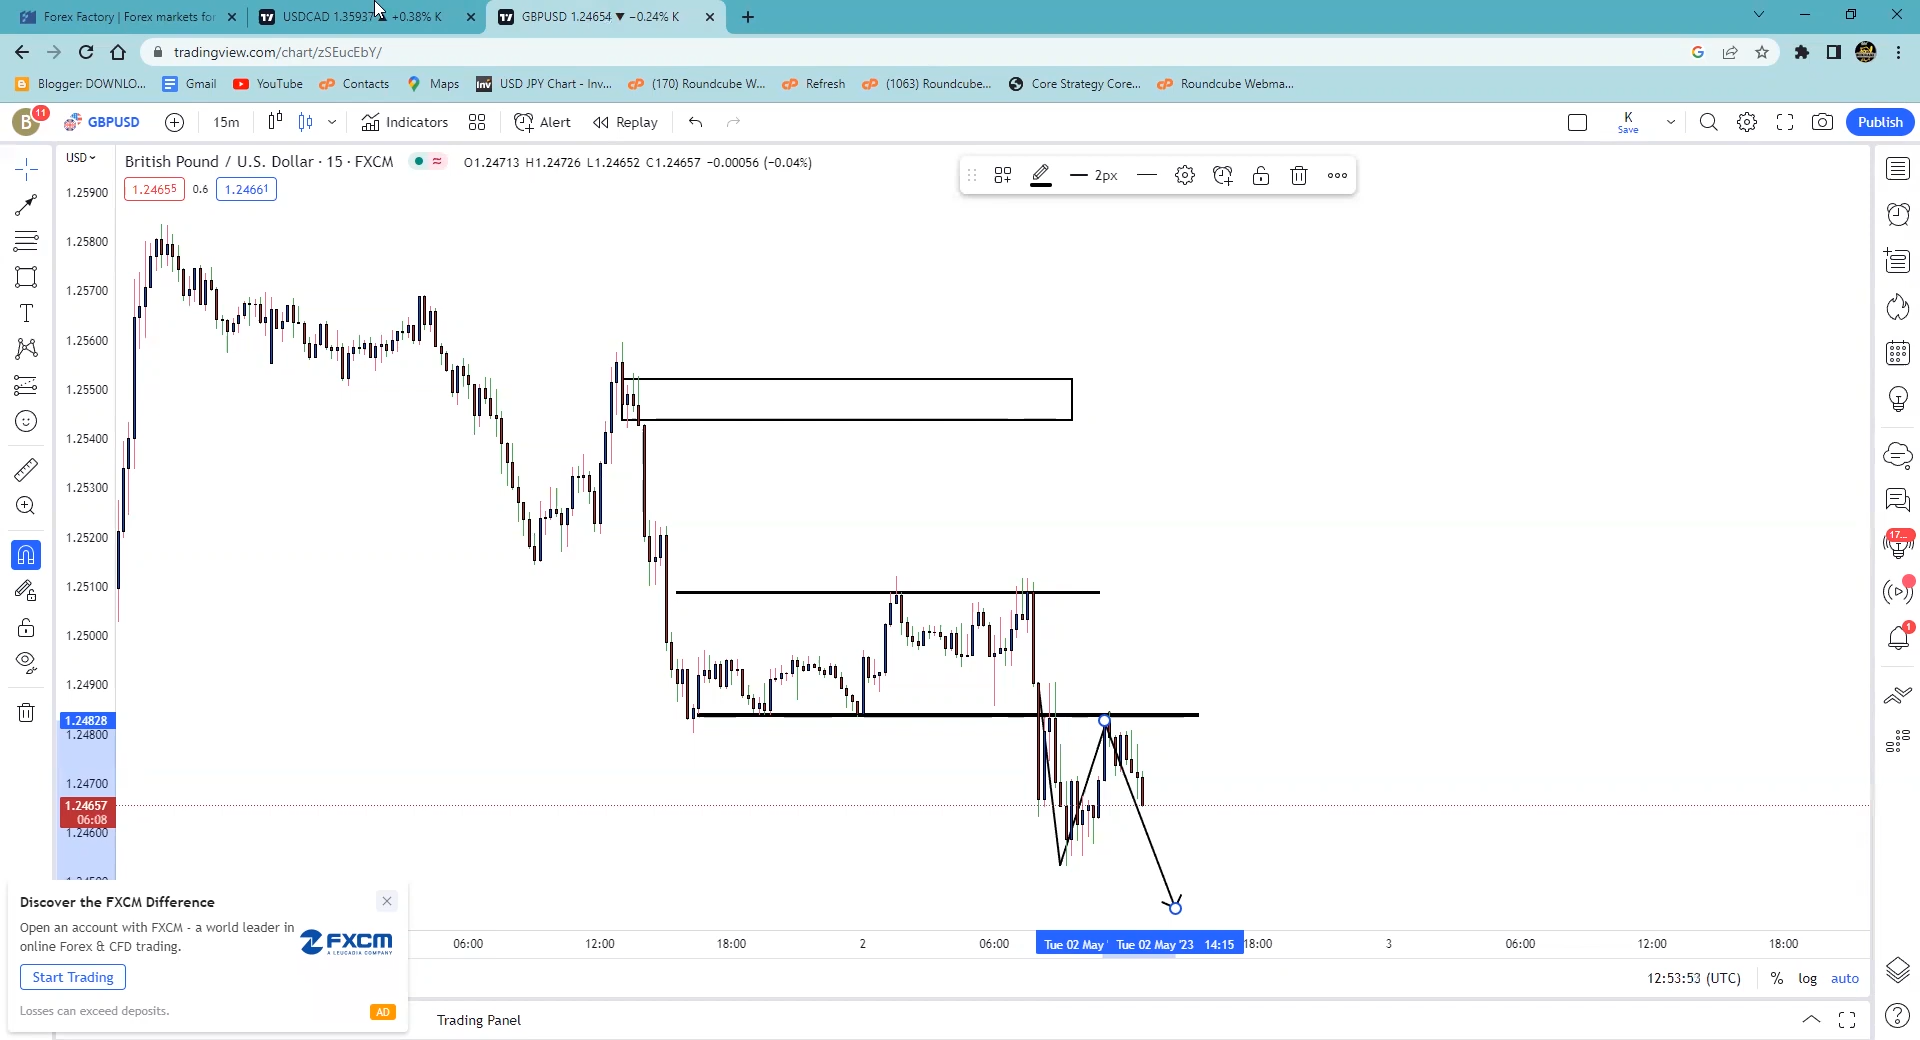 Forex Factory | Forex markets for
USDCAD 1.35937 ▲ +0.38% K
GBPUSD 1.24654 ▼ −0.24% K
tradingview.com/chart/zSEucEbY/
Blogger: DOWNLO...
Gmail
YouTube
Contacts
Maps
USD JPY Chart - Inv...
(170) Roundcube W...
Refresh
(1063) Roundcube...
Core Strategy Core...
Roundcube Webma...
B
11
GBPUSD
15m
Indicators
Alert
Replay
K
Save
Publish
USD
British Pound / U.S. Dollar · 15 · FXCM
O1.24713 H1.24726 L1.24652 C1.24657 −0.00056 (−0.04%)
1.24655
0.6
1.24661
2px
1.25900
1.25800
1.25700
1.25600
1.25500
1.25400
1.25300
1.25200
1.25100
1.25000
1.24900
1.24828
1.24800
1.24700
1.24657
06:08
1.24600
17...
1
Discover the FXCM Difference
Open an account with FXCM - a world leader in
online Forex & CFD trading.
FXCM
A LEUCADIA COMPANY
Start Trading
Losses can exceed deposits.
AD
06:00
12:00
18:00
2
06:00
Tue 02 May '
Tue 02 May '23 14:15
18:00
3
06:00
12:00
18:00
12:53:53 (UTC)
%
log
auto
Trading Panel